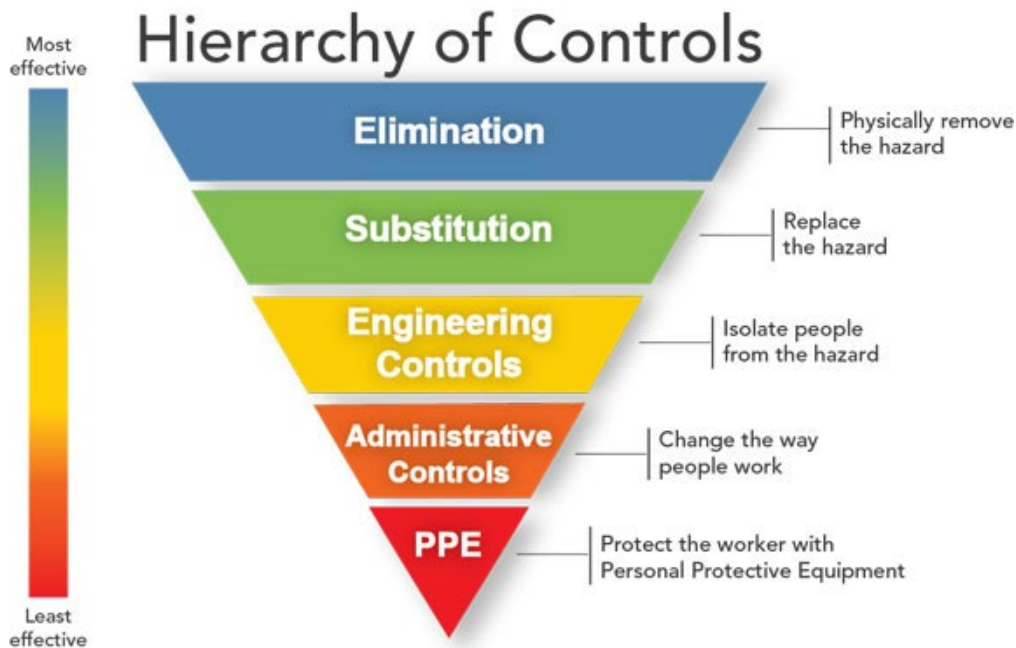 Hierarchy of Controls
Most
effective
Elimination
Physically remove
the hazard
Substitution
Replace
the hazard
Engineering
Controls
Isolate people
from the hazard
Administrative
Controls
Change the way
people work
PPE
Protect the worker with
Personal Protective Equipment
Least
effective